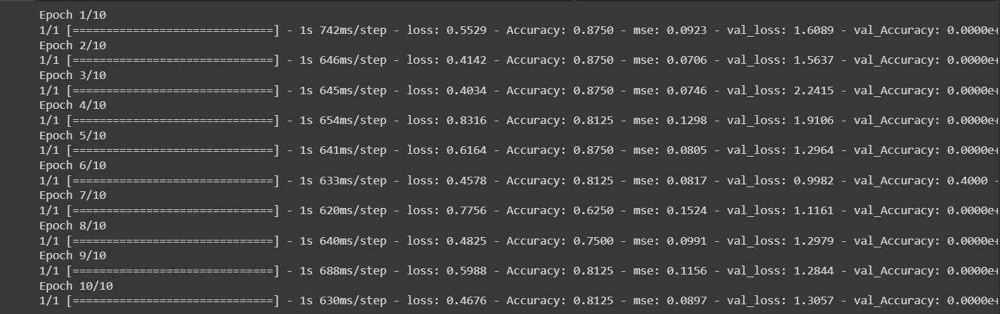 Epoch 1/10
1/1 [==============================] - 1s 742ms/step - loss: 0.5529 - Accuracy: 0.8750 - mse: 0.0923 - val_loss: 1.6089 - val_Accuracy: 0.0000e+
Epoch 2/10
1/1 [==============================] - 1s 646ms/step - loss: 0.4142 - Accuracy: 0.8750 - mse: 0.0706 - val_loss: 1.5637 - val_Accuracy: 0.0000e+
Epoch 3/10
1/1 [==============================] - 1s 645ms/step - loss: 0.4034 - Accuracy: 0.8750 - mse: 0.0746 - val_loss: 2.2415 - val_Accuracy: 0.0000e+
Epoch 4/10
1/1 [==============================] - 1s 654ms/step - loss: 0.8316 - Accuracy: 0.8125 - mse: 0.1298 - val_loss: 1.9106 - val_Accuracy: 0.0000e+
Epoch 5/10
1/1 [==============================] - 1s 641ms/step - loss: 0.6164 - Accuracy: 0.8750 - mse: 0.0805 - val_loss: 1.2964 - val_Accuracy: 0.0000e+
Epoch 6/10
1/1 [==============================] - 1s 633ms/step - loss: 0.4578 - Accuracy: 0.8125 - mse: 0.0817 - val_loss: 0.9982 - val_Accuracy: 0.4000 -
Epoch 7/10
1/1 [==============================] - 1s 620ms/step - loss: 0.7756 - Accuracy: 0.6250 - mse: 0.1524 - val_loss: 1.1161 - val_Accuracy: 0.0000e+
Epoch 8/10
1/1 [==============================] - 1s 640ms/step - loss: 0.4825 - Accuracy: 0.7500 - mse: 0.0991 - val_loss: 1.2979 - val_Accuracy: 0.0000e+
Epoch 9/10
1/1 [==============================] - 1s 688ms/step - loss: 0.5988 - Accuracy: 0.8125 - mse: 0.1156 - val_loss: 1.2844 - val_Accuracy: 0.0000e+
Epoch 10/10
1/1 [==============================] - 1s 630ms/step - loss: 0.4676 - Accuracy: 0.8125 - mse: 0.0897 - val_loss: 1.3057 - val_Accuracy: 0.0000e+